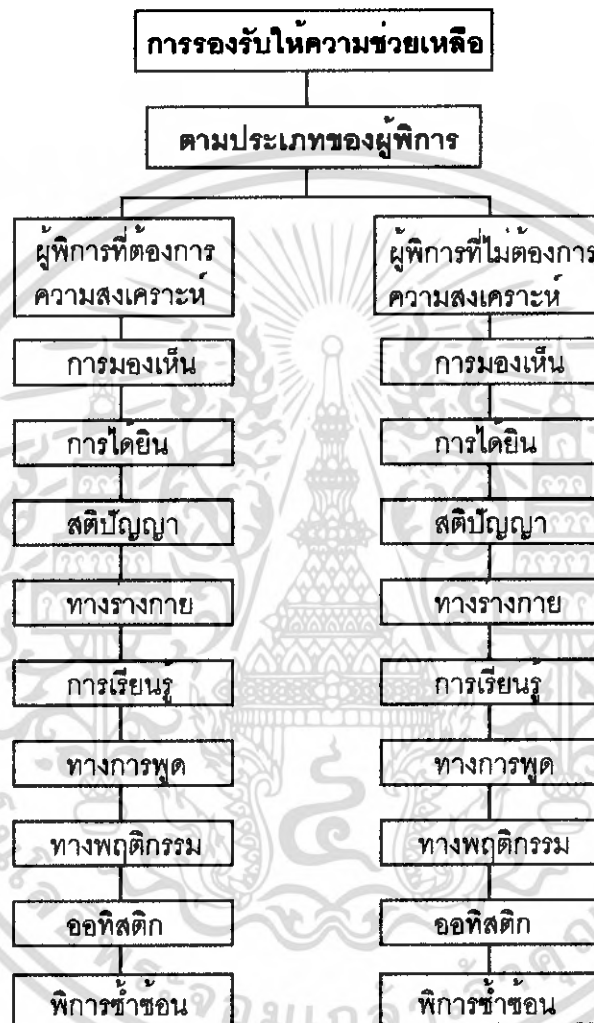 การรองรับให้ความช่วยเหลือ
ตามประเภทของผู้พิการ
ผู้พิการที่ต้องการ
ความสงเคราะห์
การมองเห็น
การได้ยิน
สติปัญญา
ทางรางกาย
การเรียนรู้
ทางการพูด
ทางพฤติกรรม
ออทิสติก
พิการซ้ำซ้อน
ผู้พิการที่ไม่ต้องการ
ความสงเคราะห์
การมองเห็น
การได้ยิน
สติปัญญา
ทางรางกาย
การเรียนรู้
ทางการพูด
ทางพฤติกรรม
ออทิสติก
พิการซ้ำซ้อน